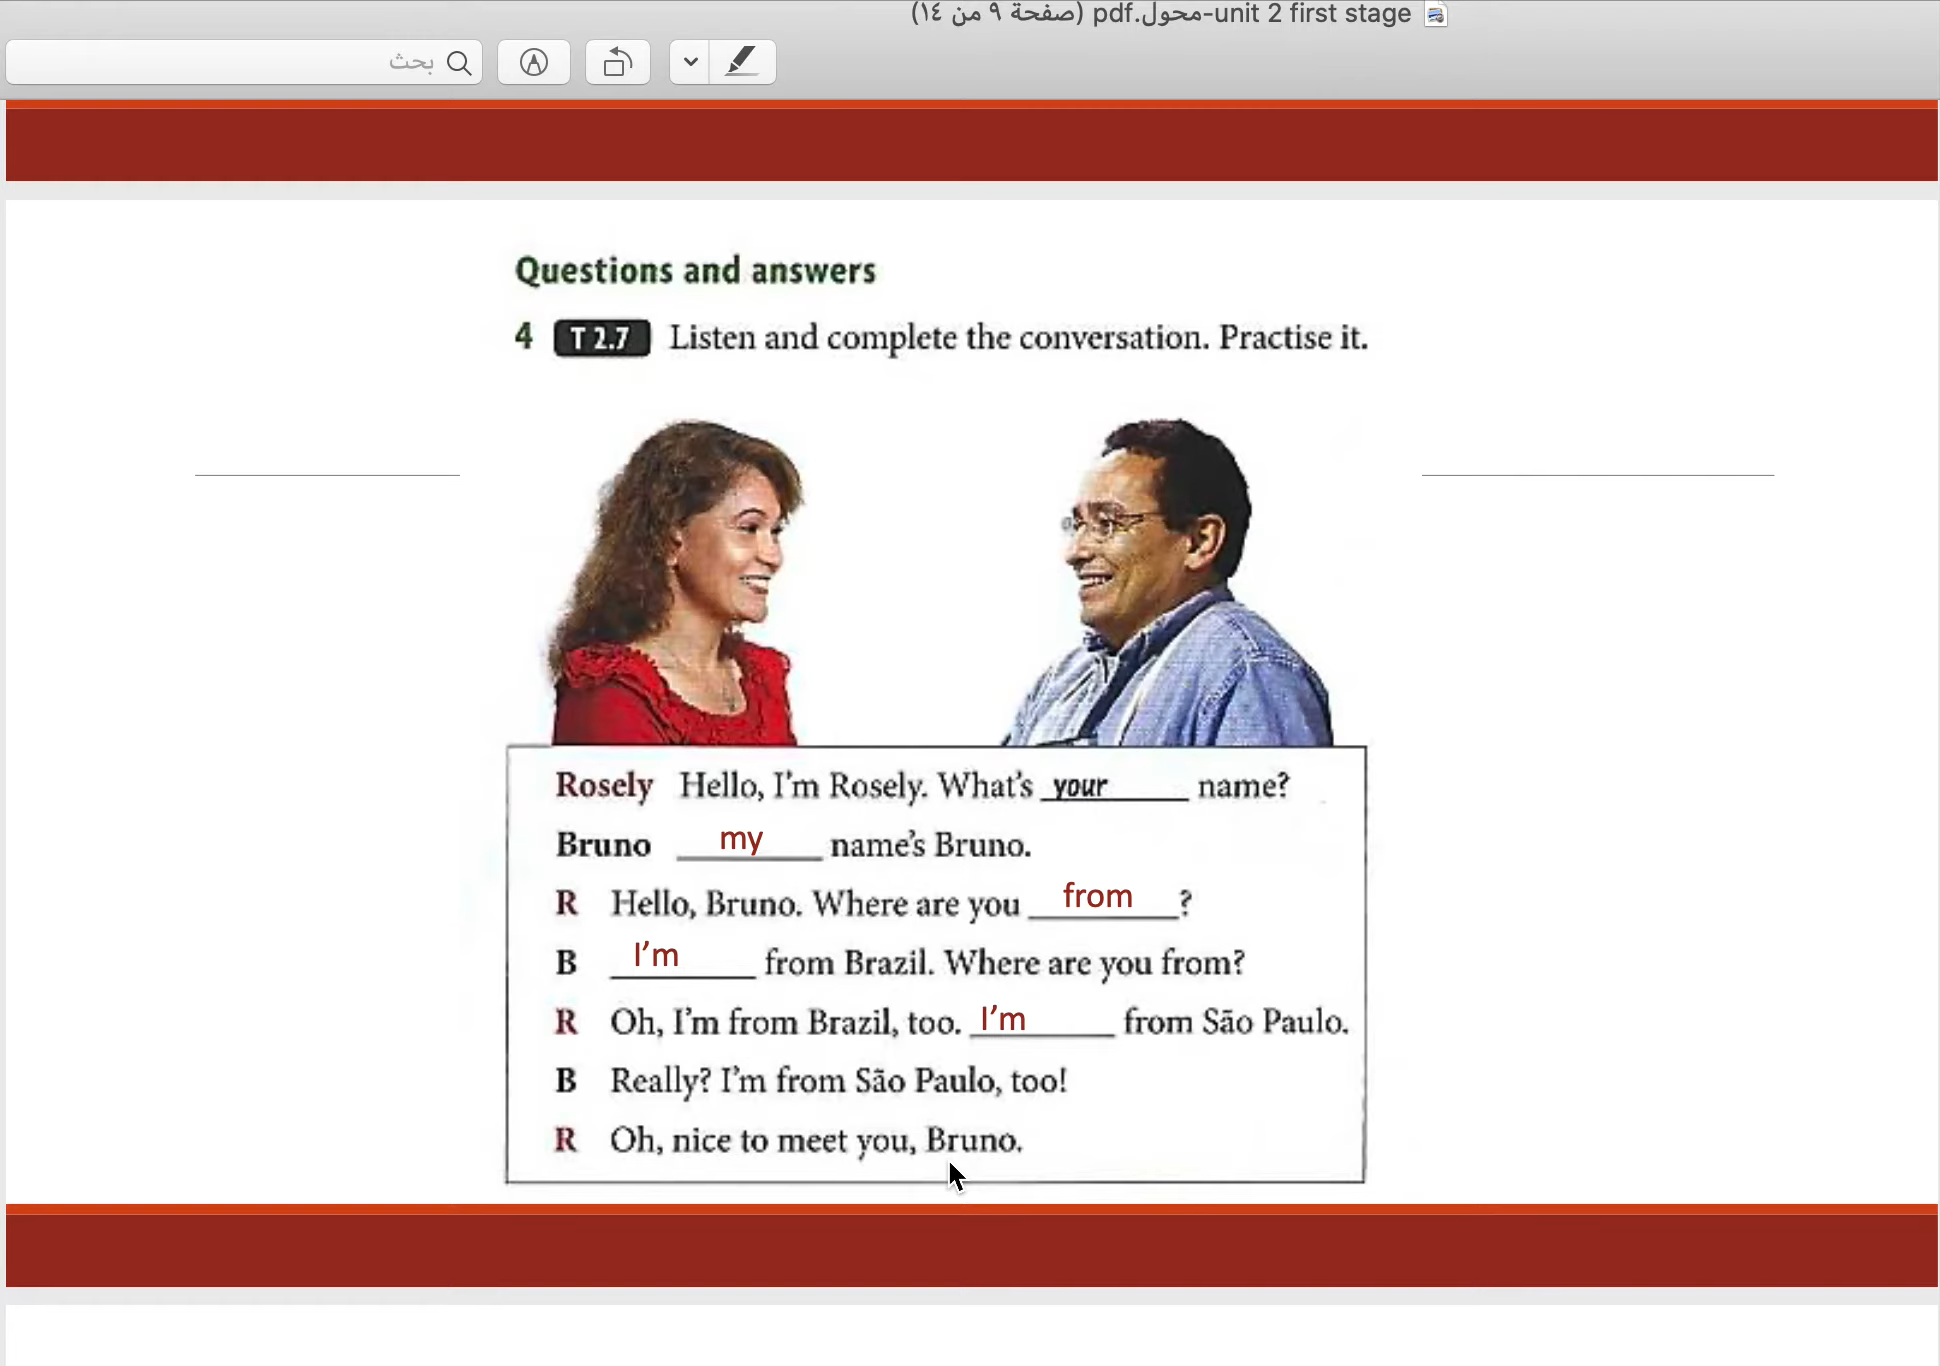 unit 2 first stage-محول.pdf (صفحة ٩ من ١٤)
بحث
Questions and answers
4 T 2.7 Listen and complete the conversation. Practise it.
Rosely Hello, I'm Rosely. What's your name?
Bruno my name's Bruno.
R Hello, Bruno. Where are you from ?
B I'm from Brazil. Where are you from?
R Oh, I'm from Brazil, too. I'm from São Paulo.
B Really? I'm from São Paulo, too!
R Oh, nice to meet you, Bruno.